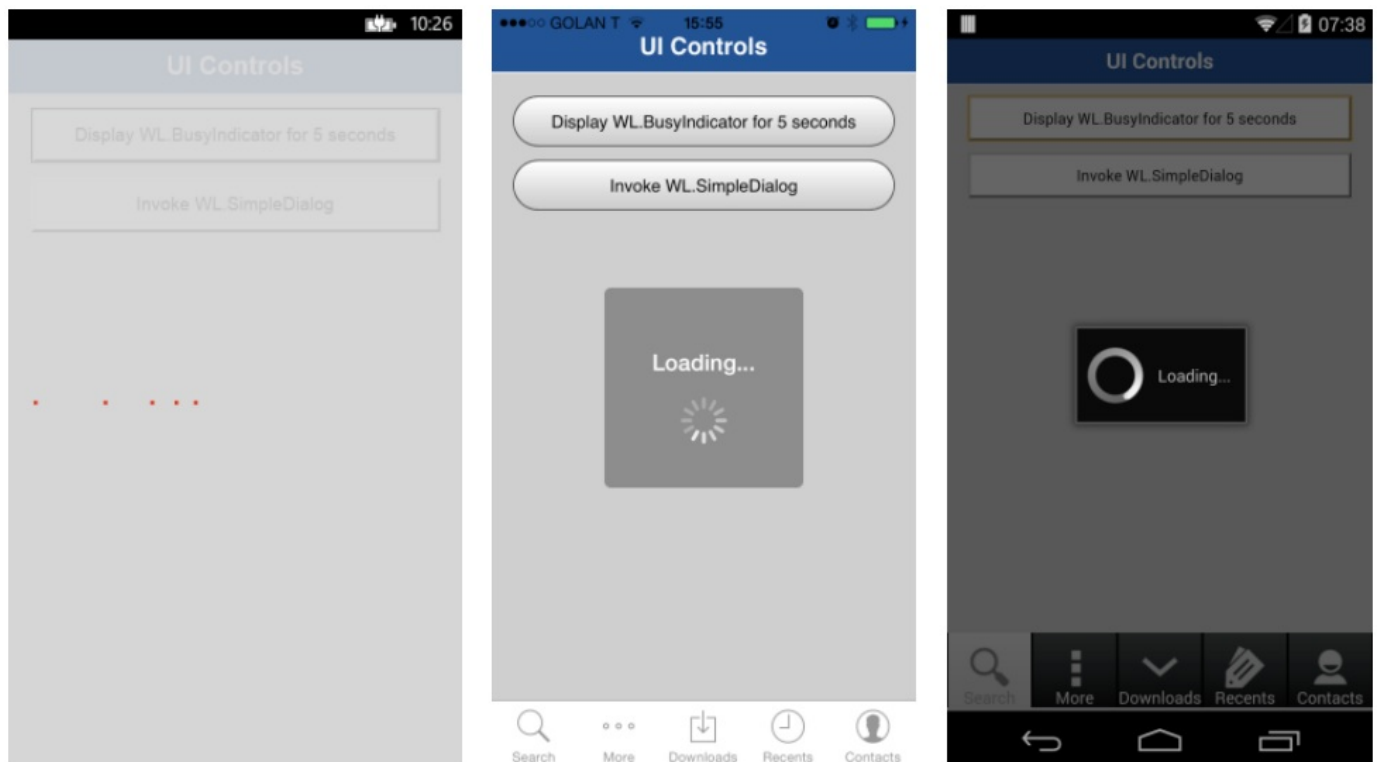 10:26
UI Controls
Display WL.BusyIndicator for 5 seconds
Invoke WL.SimpleDialog
GOLAN T 15:55
UI Controls
Display WL.BusyIndicator for 5 seconds
Invoke WL.SimpleDialog
Loading...
Search More Downloads Recents Contacts
07:38
UI Controls
Display WL.BusyIndicator for 5 seconds
Invoke WL.SimpleDialog
Loading...
Search More Downloads Recents Contacts